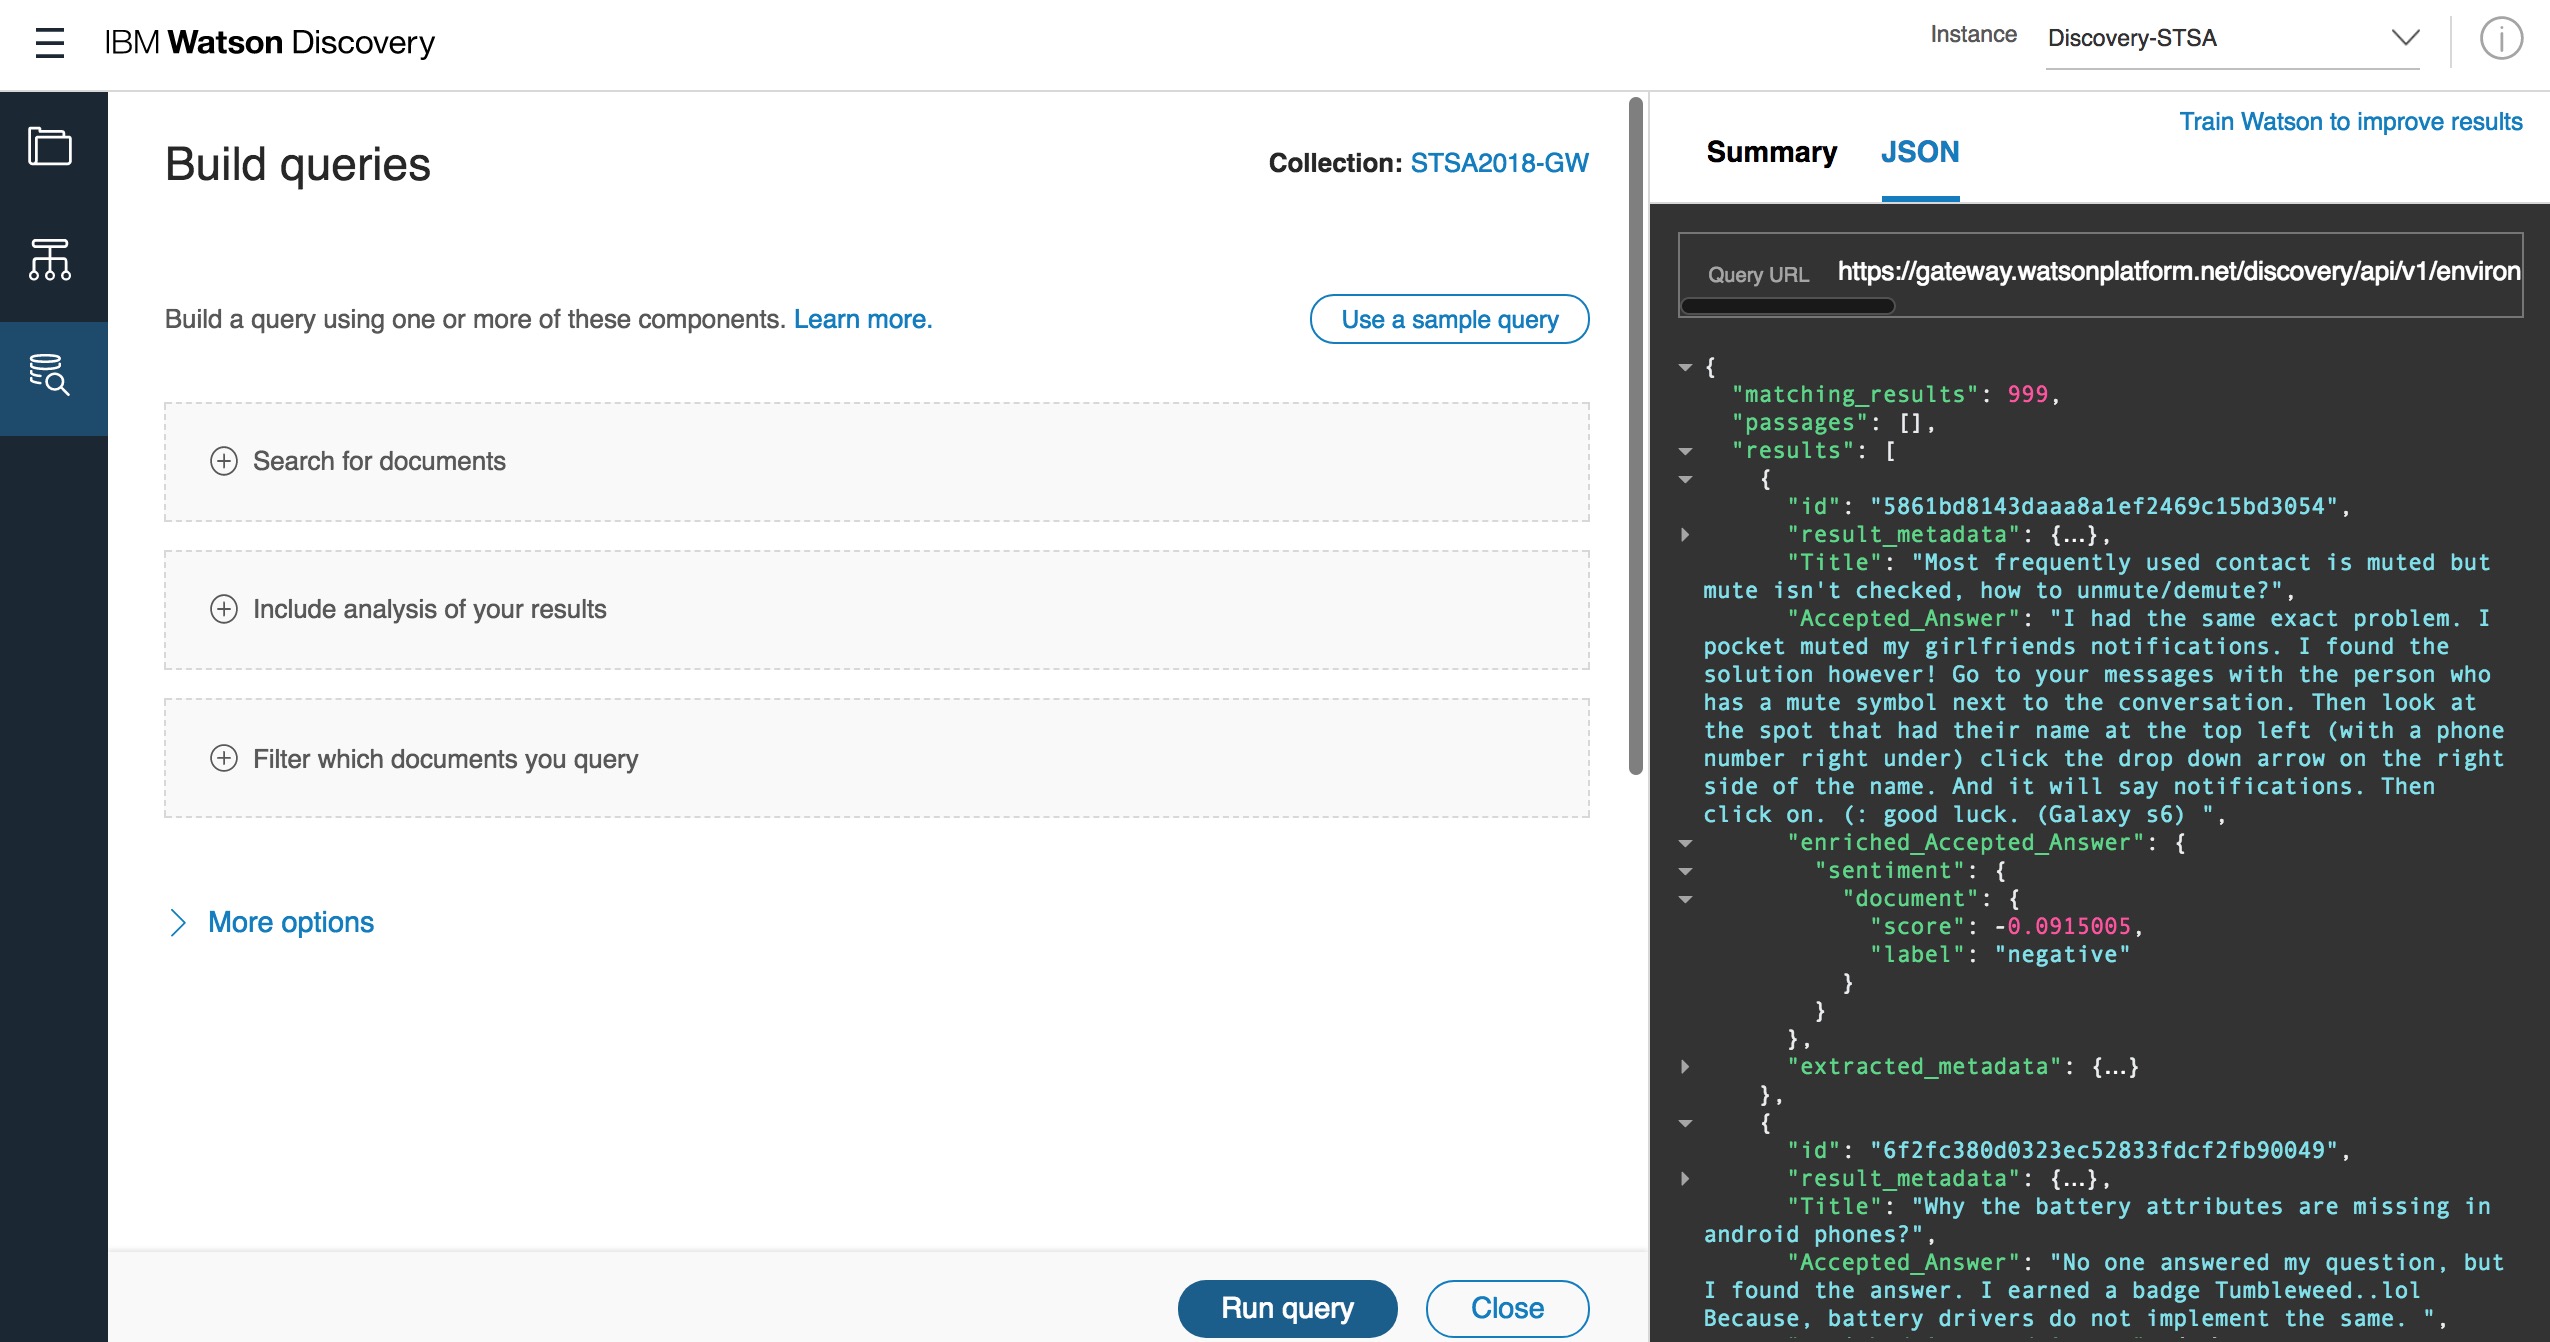 IBM Watson Discovery
Instance
Discovery-STSA
Build queries
Collection: STSA2018-GW
Build a query using one or more of these components. Learn more.
Use a sample query
Search for documents
Include analysis of your results
Filter which documents you query
More options
Run query
Close
Train Watson to improve results
Summary
JSON
Query URL https://gateway.watsonplatform.net/discovery/api/v1/environ
{
"matching_results": 999,
"passages": [],
"results": [
{
"id": "5861bd8143daaa8a1ef2469c15bd3054",
"result_metadata": {...},
"Title": "Most frequently used contact is muted but
mute isn't checked, how to unmute/demute?",
"Accepted_Answer": "I had the same exact problem. I
pocket muted my girlfriends notifications. I found the
solution however! Go to your messages with the person who
has a mute symbol next to the conversation. Then look at
the spot that had their name at the top left (with a phone
number right under) click the drop down arrow on the right
side of the name. And it will say notifications. Then
click on. (: good luck. (Galaxy s6) ",
"enriched_Accepted_Answer": {
"sentiment": {
"document": {
"score": -0.0915005,
"label": "negative"
}
}
},
"extracted_metadata": {...}
},
{
"id": "6f2fc380d0323ec52833fdcf2fb90049",
"result_metadata": {...},
"Title": "Why the battery attributes are missing in
android phones?",
"Accepted_Answer": "No one answered my question, but
I found the answer. I earned a badge Tumbleweed..lol
Because, battery drivers do not implement the same. ",